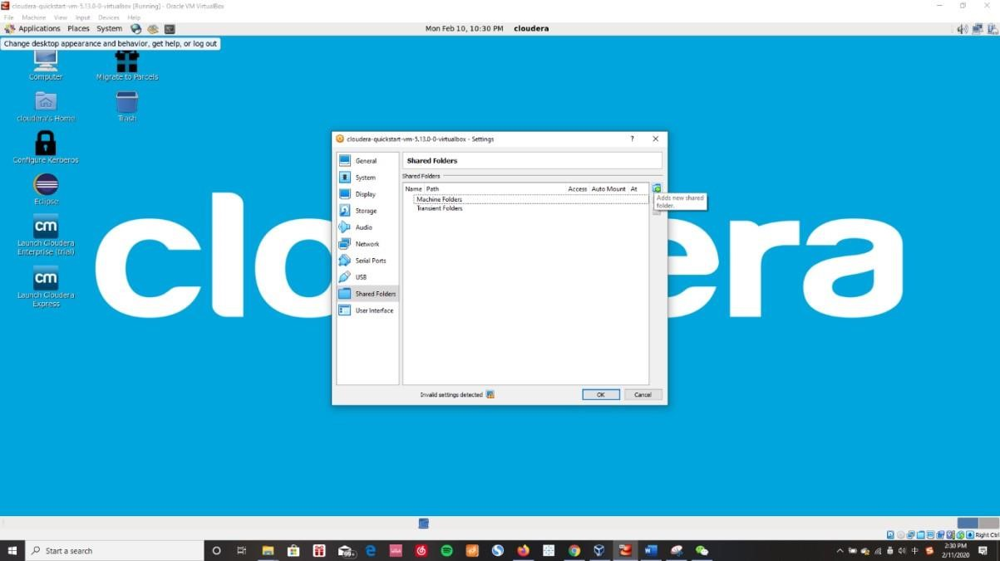 cloudera-quickstart-vm-5.13.0-0-virtualbox [Running] - Oracle VM VirtualBox
File Machine View Input Devices Help
Applications Places System Mon Feb 10, 10:30 PM cloudera
Change desktop appearance and behavior, get help, or log out
Computer
Migrate to Parcels
cloudera's Home
Trash
Configure Kerberos
Eclipse
cm
Launch Cloudera
Enterprise (trial)
cm
Launch Cloudera
Express
cloudera-quickstart-vm-5.13.0-0-virtualbox - Settings
?
General
System
Display
Storage
Audio
Network
Serial Ports
USB
Shared Folders
User Interface
Shared Folders
Shared Folders
Name Path Access Auto Mount At
Machine Folders
Transient Folders
Adds new shared
folder.
Invalid settings detected
OK Cancel
Right Ctrl
Start a search
99+
中
2:30 PM
2/11/2020